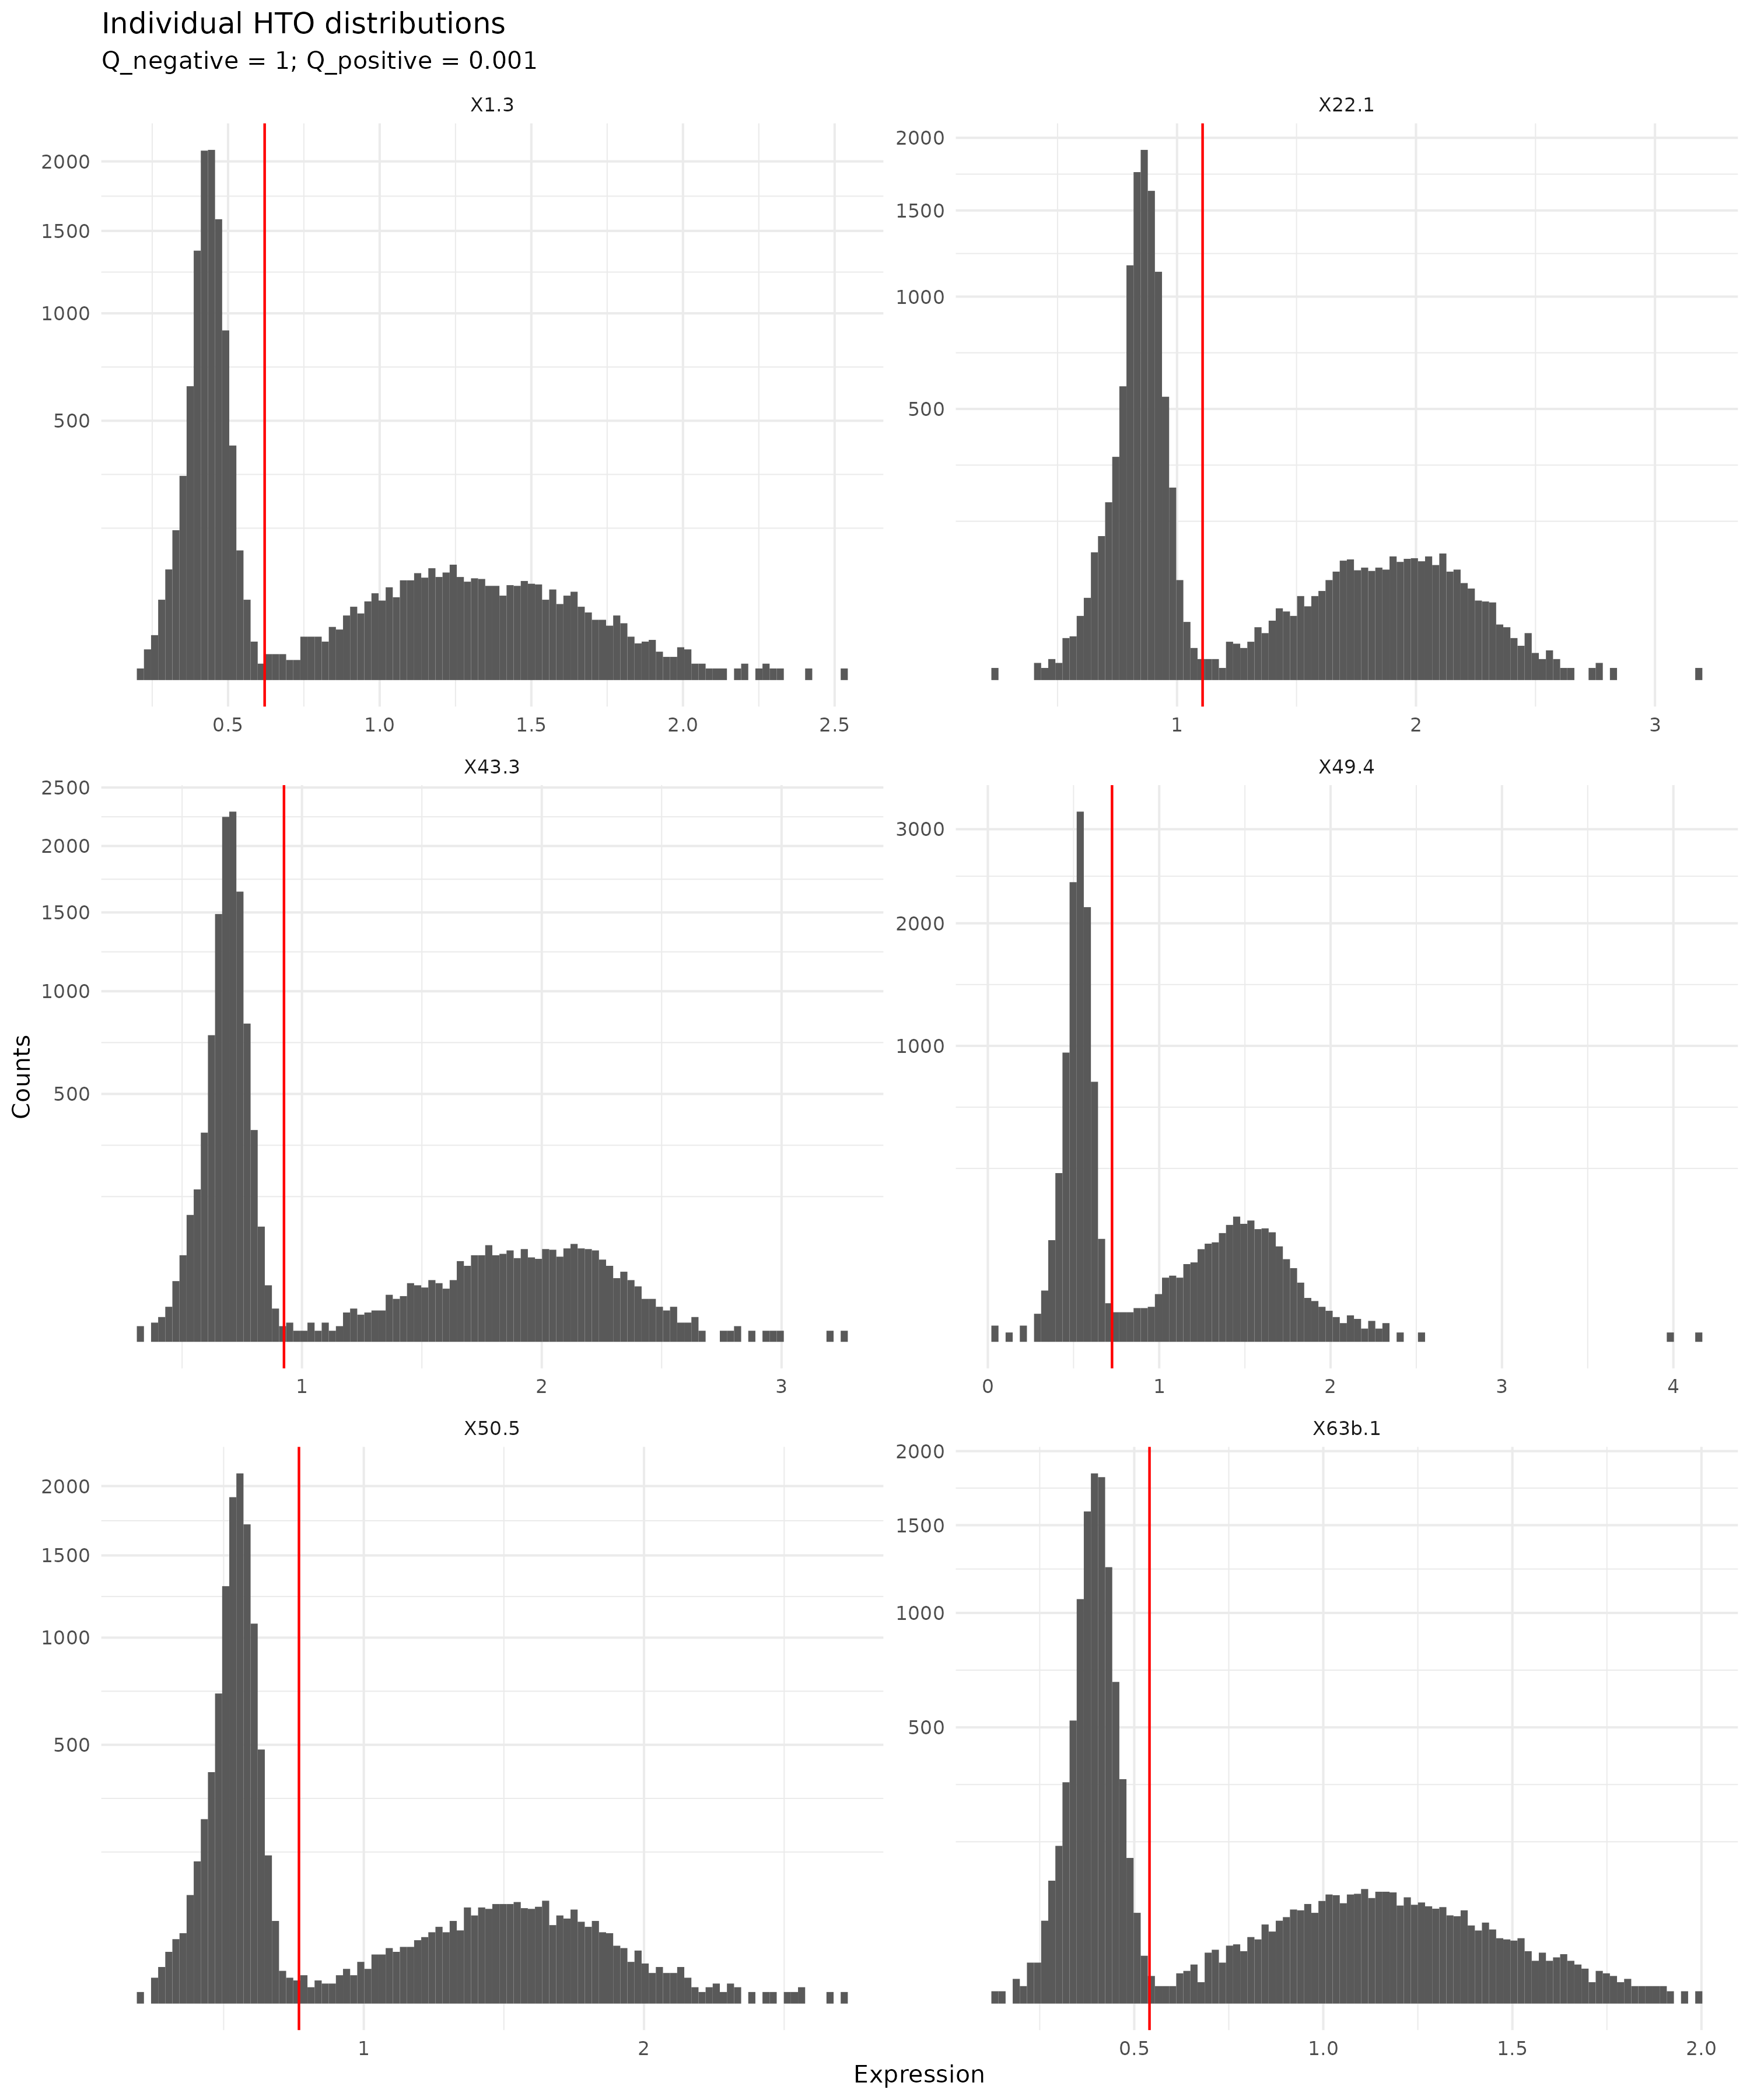 Individual HTO distributions
Q_negative = 1; Q_positive = 0.001
X1.3
X22.1
2000
1500
1000
500
2000
1500
1000
500
0.5 1.0 1.5 2.0 2.5
1 2 3
X43.3
X49.4
2500
2000
1500
1000
500
3000
2000
1000
1 2 3
0 1 2 3 4
Counts
X50.5
X63b.1
2000
1500
1000
500
2000
1500
1000
500
1 2
0.5 1.0 1.5 2.0
Expression